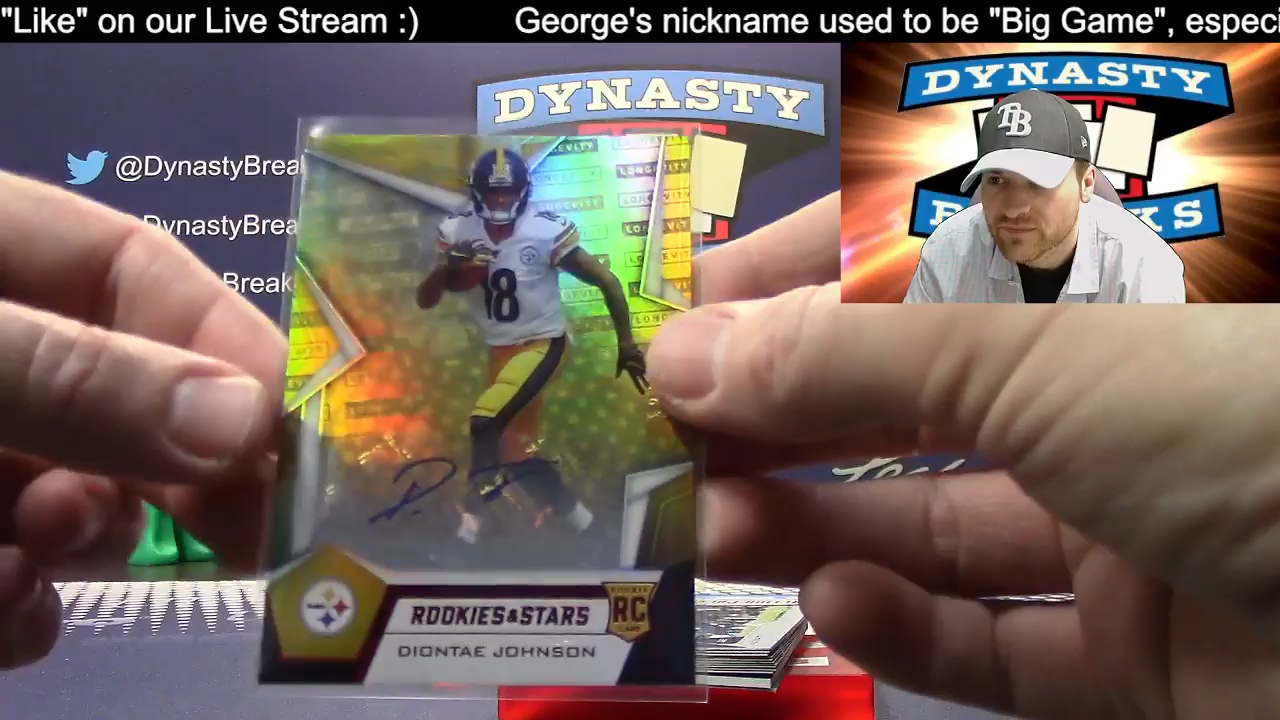 "Like" on our Live Stream :) George's nickname used to be "Big Game", especi
DYNASTY
DYNASTY
TB
@DynastyBrea
DynastyBrea
Break
KS
LONGEVITY
18
ROOKIES&STARS
RC
DIONTAE JOHNSON